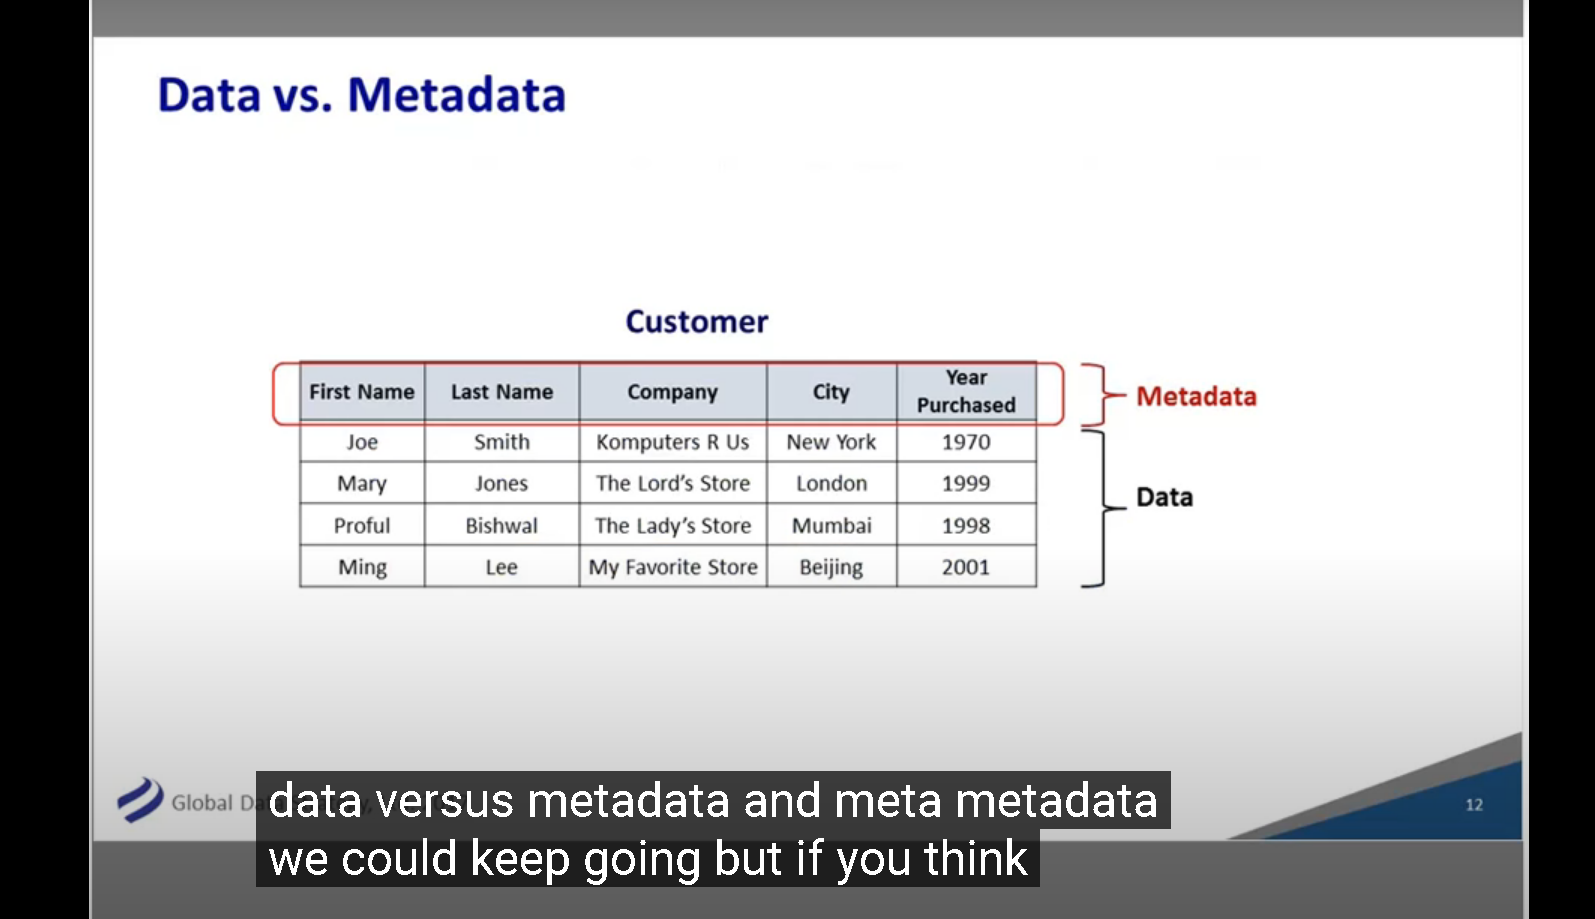 Data vs. Metadata
Customer
First Name Last Name Company City Year Purchased
Metadata
Joe Smith Komputers R Us New York 1970
Mary Jones The Lord's Store London 1999
Data
Proful Bishwal The Lady's Store Mumbai 1998
Ming Lee My Favorite Store Beijing 2001
Global
12
data versus metadata and meta metadata
we could keep going but if you think